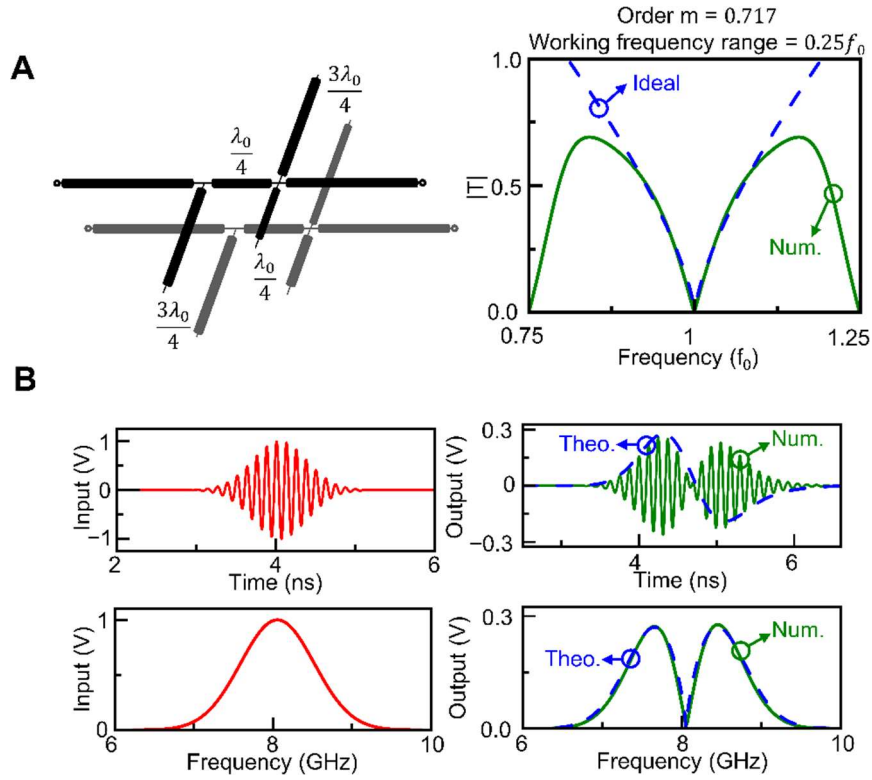 A
Order m = 0.717
Working frequency range = 0.25f₀
3λ₀/4
λ₀/4
λ₀/4
3λ₀/4
|T|
1.0
0.5
0.0
Ideal
Num.
0.75
1
1.25
Frequency (f₀)
B
Input (V)
1
0
−1
2
4
6
Time (ns)
Output (V)
0.3
0
−0.3
Theo.
Num.
4
6
Time (ns)
Input (V)
1
0
6
8
10
Frequency (GHz)
Output (V)
0.3
0.0
Theo.
Num.
6
8
10
Frequency (GHz)